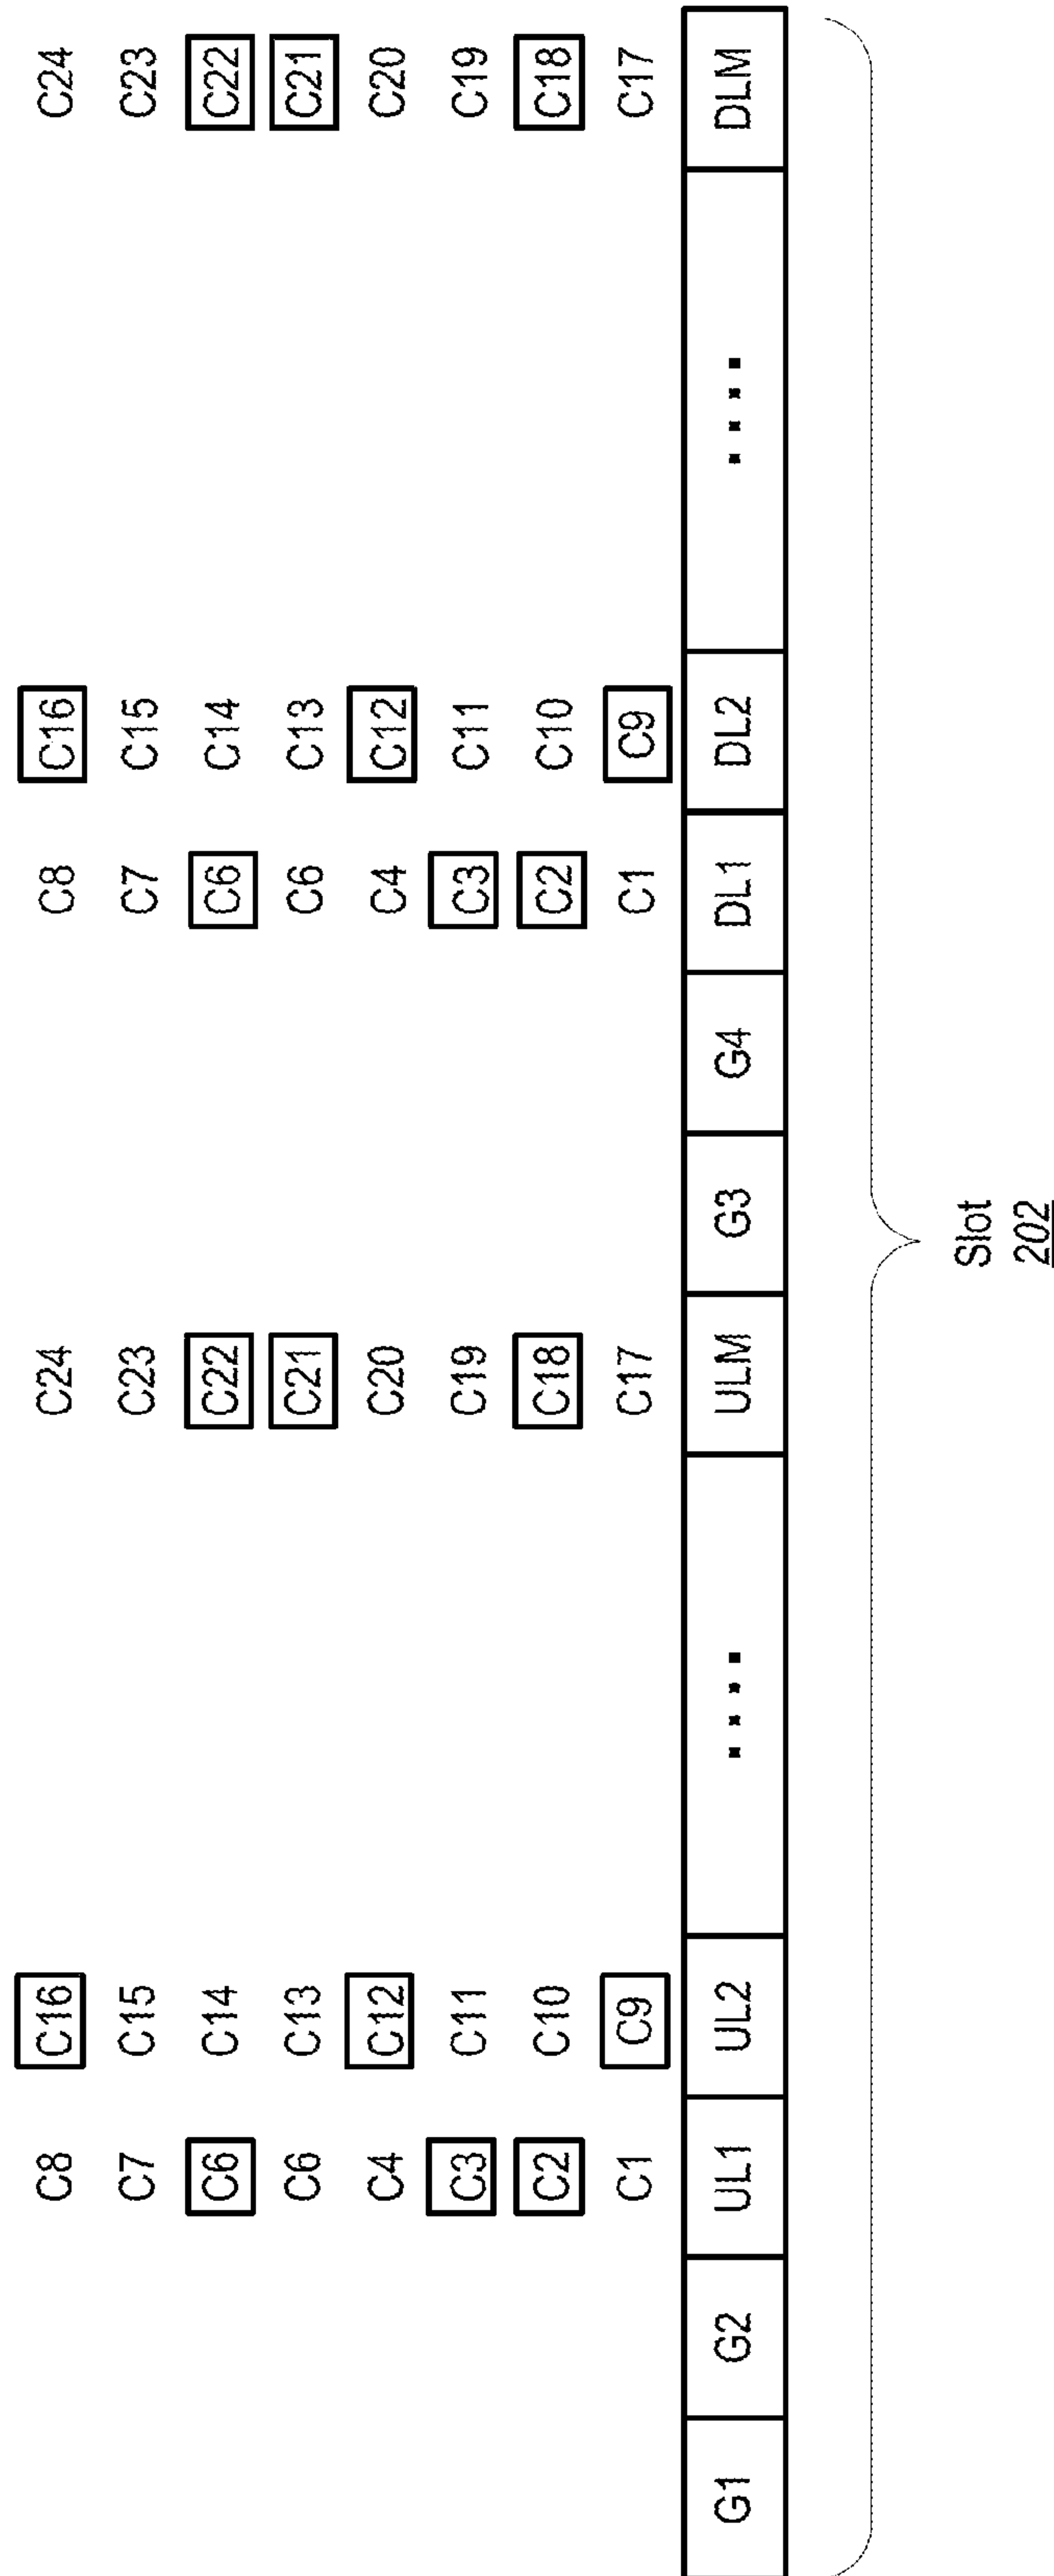 C8 C16 C24 C8 C16 C24
C7 C15 C23 C7 C15 C23
C6 C14 C22 C6 C14 C22
C6 C13 C21 C6 C13 C21
C4 C12 C20 C4 C12 C20
C3 C11 C19 C3 C11 C19
C2 C10 C18 C2 C10 C18
C1 C9 C17 C1 C9 C17
G1 G2 UL1 UL2 .... ULM G3 G4 DL1 DL2 .... DLM
Slot
202